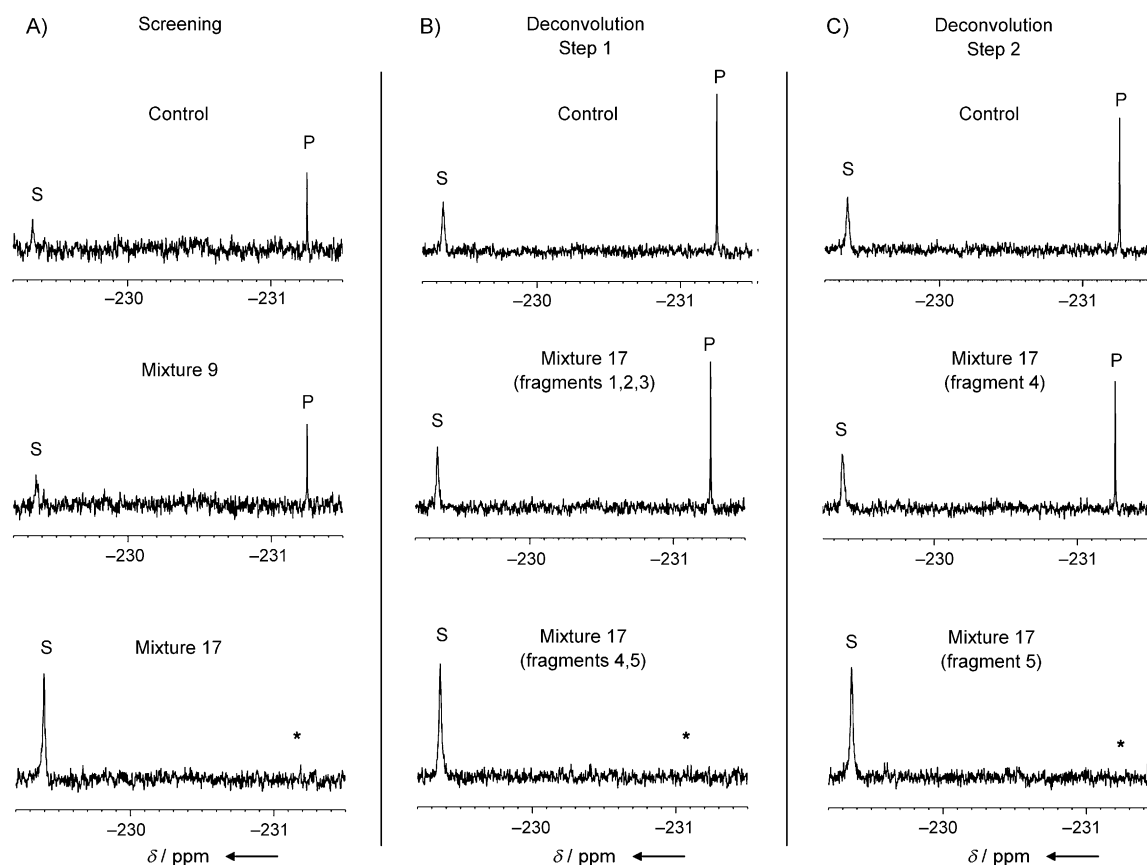 A)
Screening
Control
S
P
–230
–231
Mixture 9
S
P
–230
–231
Mixture 17
S
*
–230
–231
δ / ppm
B)
Deconvolution
Step 1
Control
S
P
–230
–231
Mixture 17
(fragments 1,2,3)
S
P
–230
–231
Mixture 17
(fragments 4,5)
S
*
–230
–231
δ / ppm
C)
Deconvolution
Step 2
Control
S
P
–230
–231
Mixture 17
(fragment 4)
S
P
–230
–231
Mixture 17
(fragment 5)
S
*
–230
–231
δ / ppm